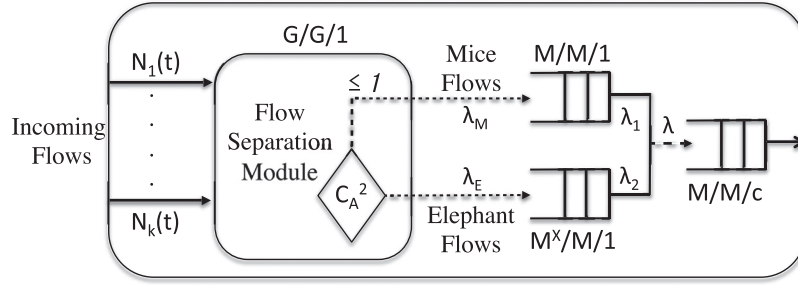 G/G/1
N₁(t)
Incoming
Flows
Nₖ(t)
Flow
Separation
Module
C_A²
≤ 1
Mice
Flows
λ_M
λ_E
Elephant
Flows
M/M/1
λ₁
λ₂
Mˣ/M/1
λ
M/M/c